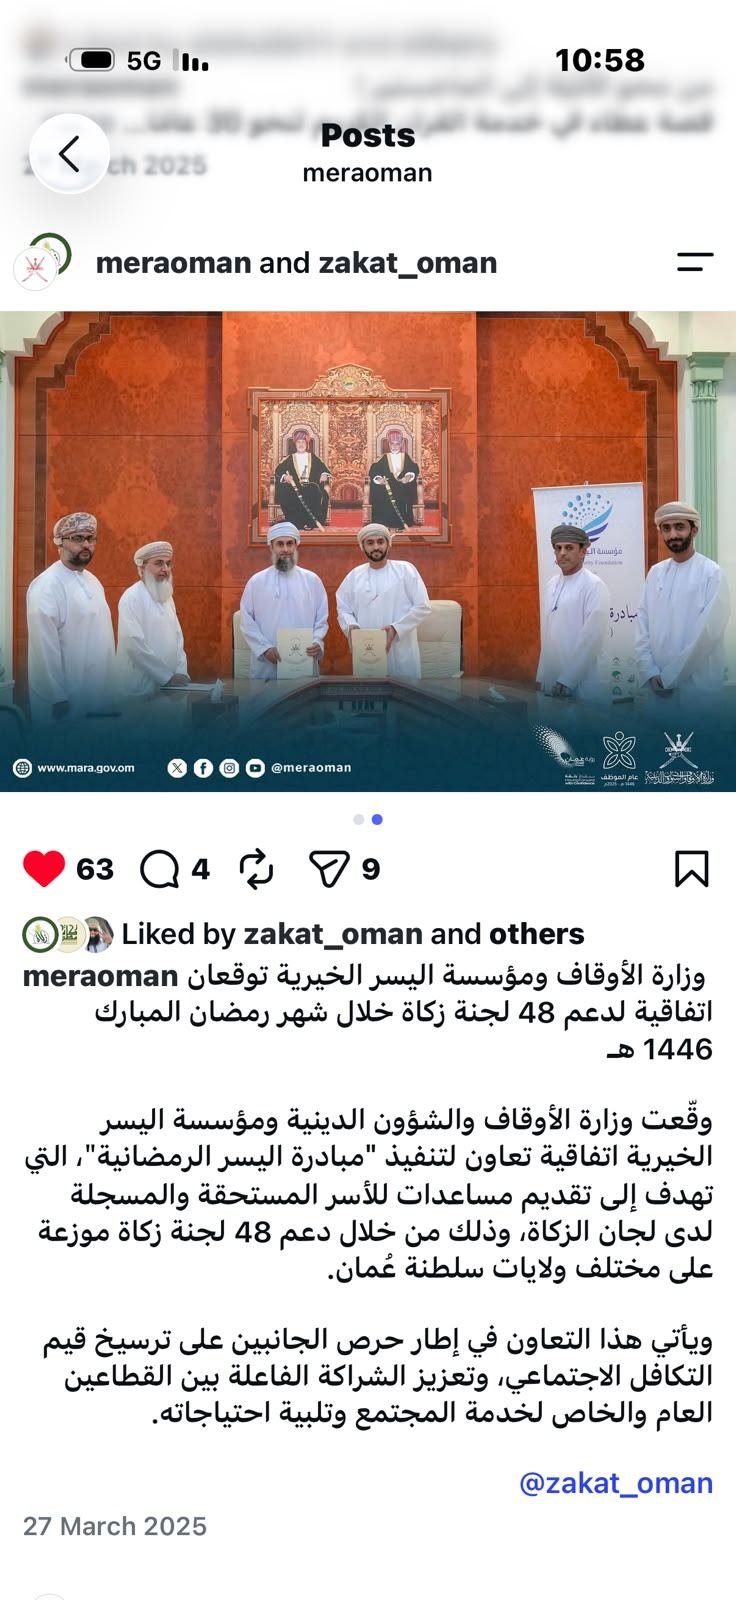 5G
10:58
Posts
meraoman
meraoman and zakat_oman
www.mara.gov.om
@meraoman
عام الموظف
63
4
9
Liked by zakat_oman and others
meraoman وزارة الأوقاف ومؤسسة اليسر الخيرية توقعان
اتفاقية لدعم 48 لجنة زكاة خلال شهر رمضان المبارك
1446 هـ
وقّعت وزارة الأوقاف والشؤون الدينية ومؤسسة اليسر
الخيرية اتفاقية تعاون لتنفيذ "مبادرة اليسر الرمضانية"، التي
تهدف إلى تقديم مساعدات للأسر المستحقة والمسجلة
لدى لجان الزكاة، وذلك من خلال دعم 48 لجنة زكاة موزعة
على مختلف ولايات سلطنة عُمان.
ويأتي هذا التعاون في إطار حرص الجانبين على ترسيخ قيم
التكافل الاجتماعي، وتعزيز الشراكة الفاعلة بين القطاعين
العام والخاص لخدمة المجتمع وتلبية احتياجاته.
@zakat_oman
27 March 2025